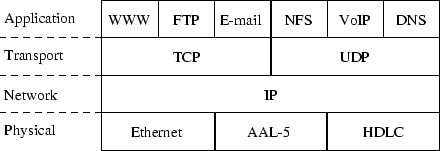 Application WWW FTP E-mail NFS VoIP DNS
Transport TCP UDP
Network IP
Physical Ethernet AAL-5 HDLC